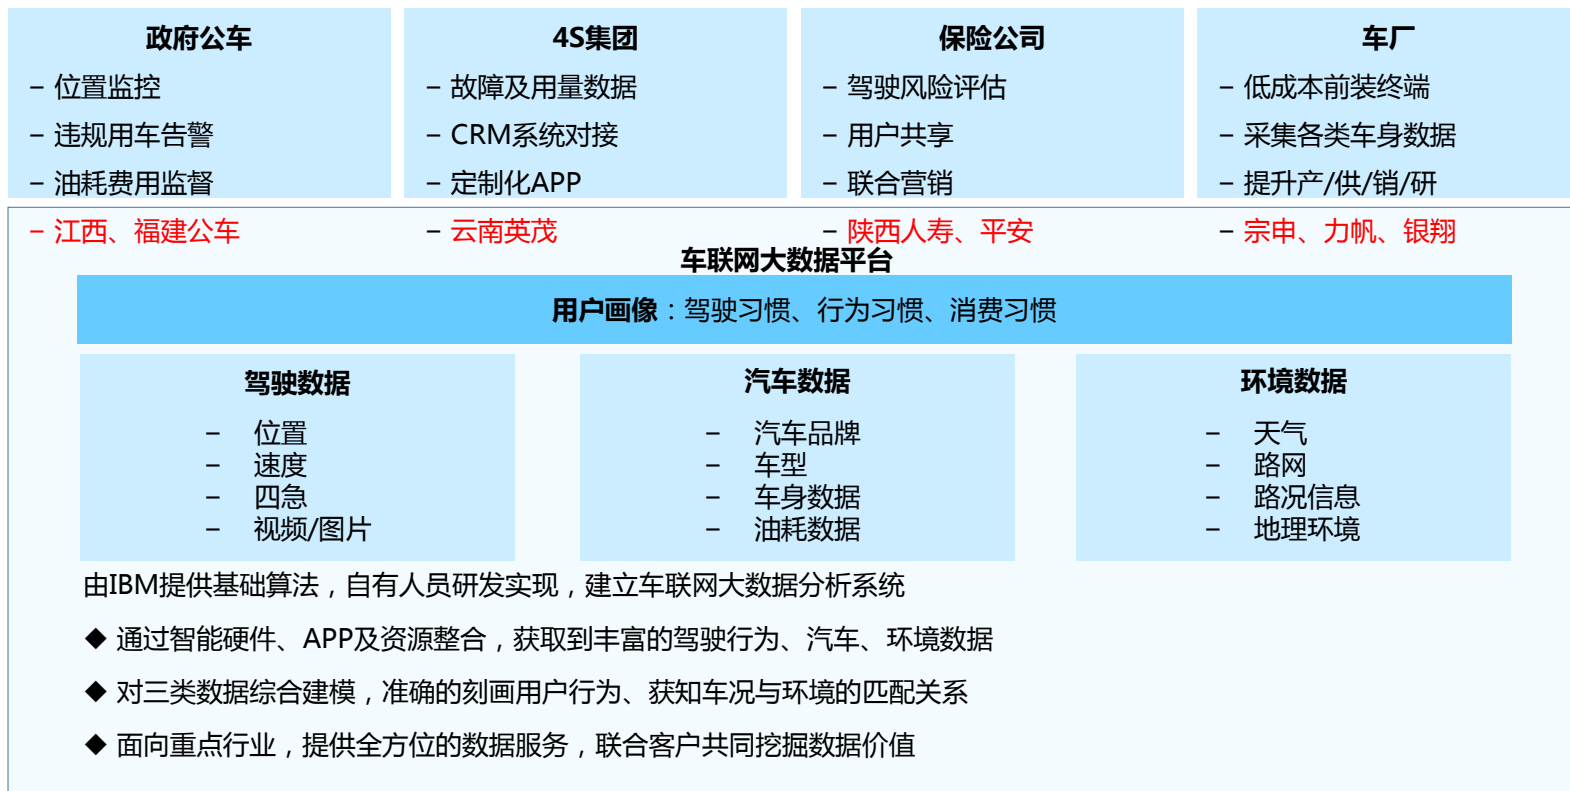 政府公车
– 位置监控
– 违规用车告警
– 油耗费用监督
– 江西、福建公车
4S集团
– 故障及用量数据
– CRM系统对接
– 定制化APP
– 云南英茂
保险公司
– 驾驶风险评估
– 用户共享
– 联合营销
– 陕西人寿、平安
车厂
– 低成本前装终端
– 采集各类车身数据
– 提升产/供/销/研
– 宗申、力帆、银翔
车联网大数据平台
用户画像：驾驶习惯、行为习惯、消费习惯
驾驶数据
– 位置
– 速度
– 四急
– 视频/图片
汽车数据
– 汽车品牌
– 车型
– 车身数据
– 油耗数据
环境数据
– 天气
– 路网
– 路况信息
– 地理环境
由IBM提供基础算法，自有人员研发实现，建立车联网大数据分析系统
◆ 通过智能硬件、APP及资源整合，获取到丰富的驾驶行为、汽车、环境数据
◆ 对三类数据综合建模，准确的刻画用户行为、获知车况与环境的匹配关系
◆ 面向重点行业，提供全方位的数据服务，联合客户共同挖掘数据价值